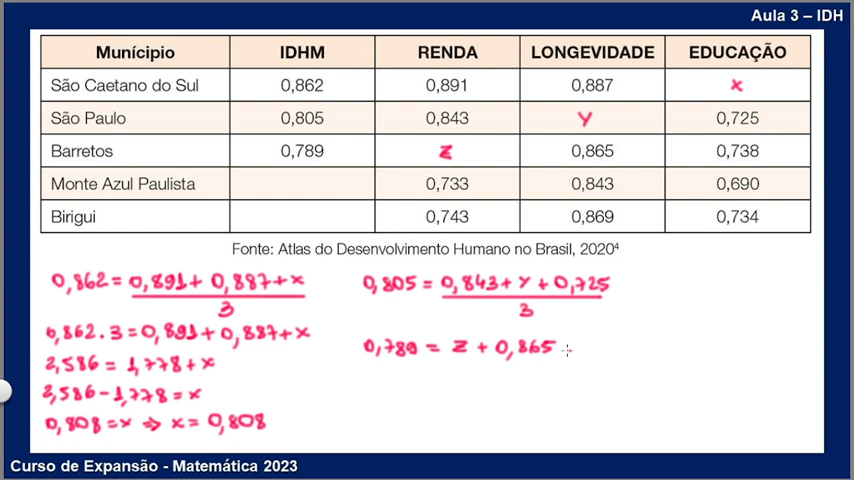 Aula 3 – IDH
Munícipio IDHM RENDA LONGEVIDADE EDUCAÇÃO
São Caetano do Sul 0,862 0,891 0,887 x
São Paulo 0,805 0,843 Y 0,725
Barretos 0,789 Z 0,865 0,738
Monte Azul Paulista 0,733 0,843 0,690
Birigui 0,743 0,869 0,734
Fonte: Atlas do Desenvolvimento Humano no Brasil, 2020⁴
0,862 = 0,891 + 0,887 + x
3
0,862 . 3 = 0,891 + 0,887 + x
2,586 = 1,778 + x
2,586 - 1,778 = x
0,808 = x ⇒ x = 0,808
0,805 = 0,843 + Y + 0,725
3
0,789 = Z + 0,865
Curso de Expansão - Matemática 2023